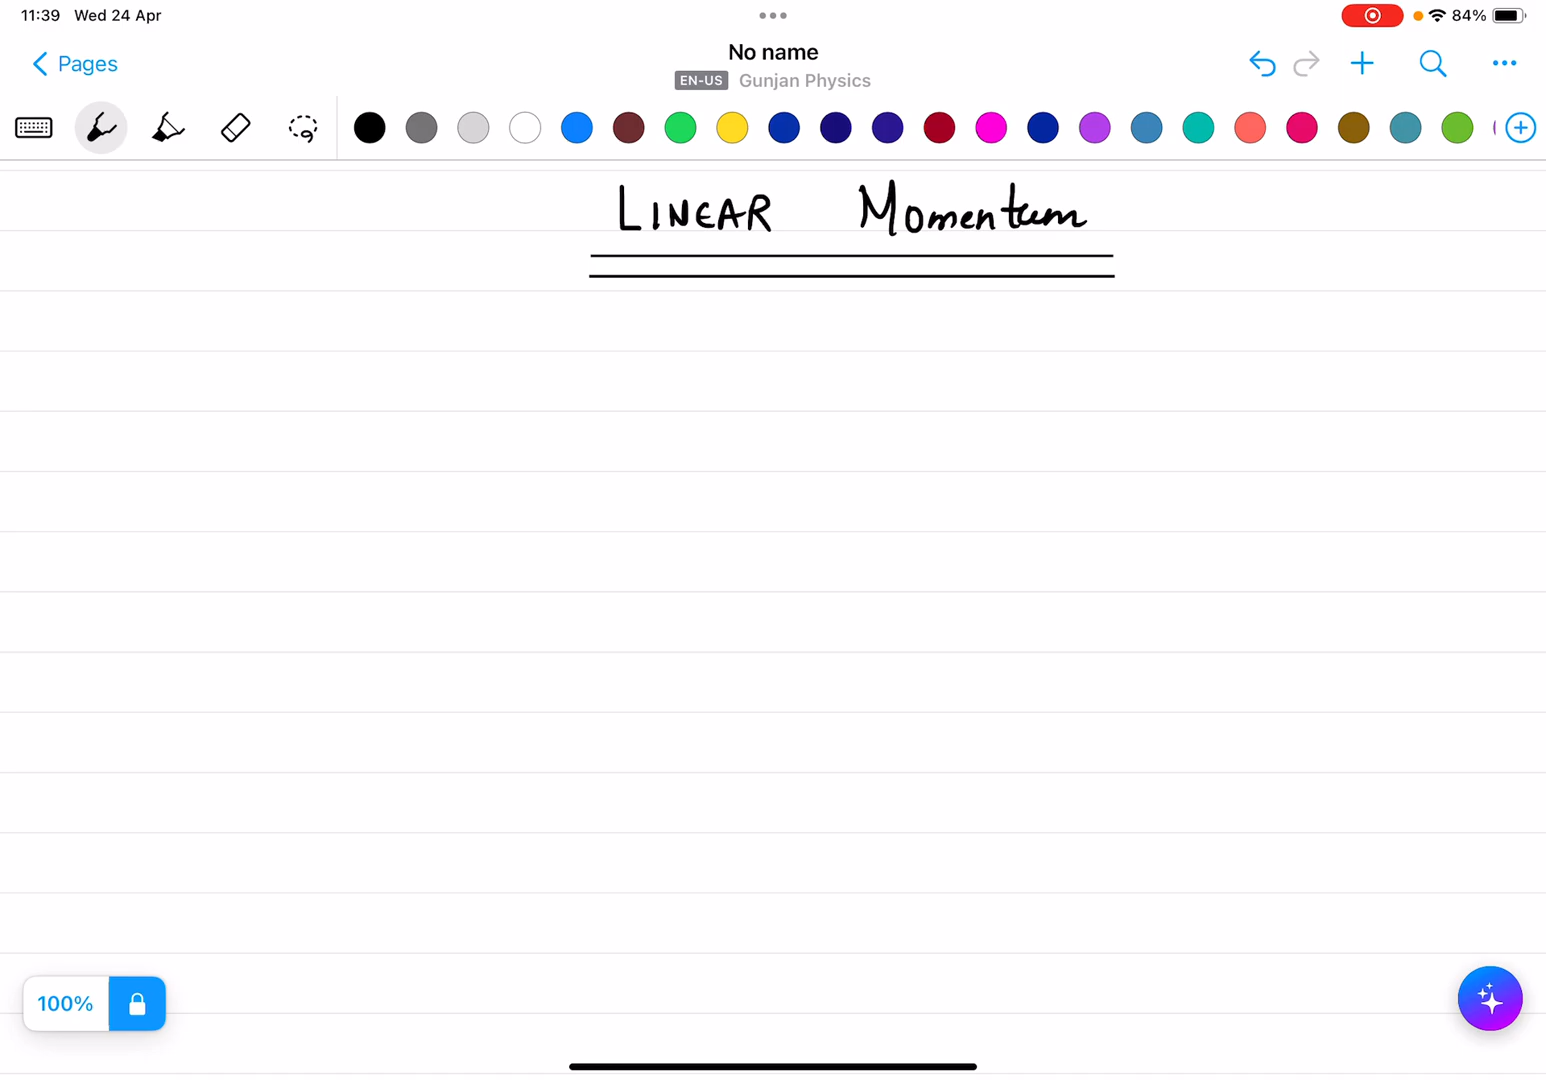 11:39 Wed 24 Apr 84%
Pages
No name
EN-US Gunjan Physics
LINEAR Momentum
100%